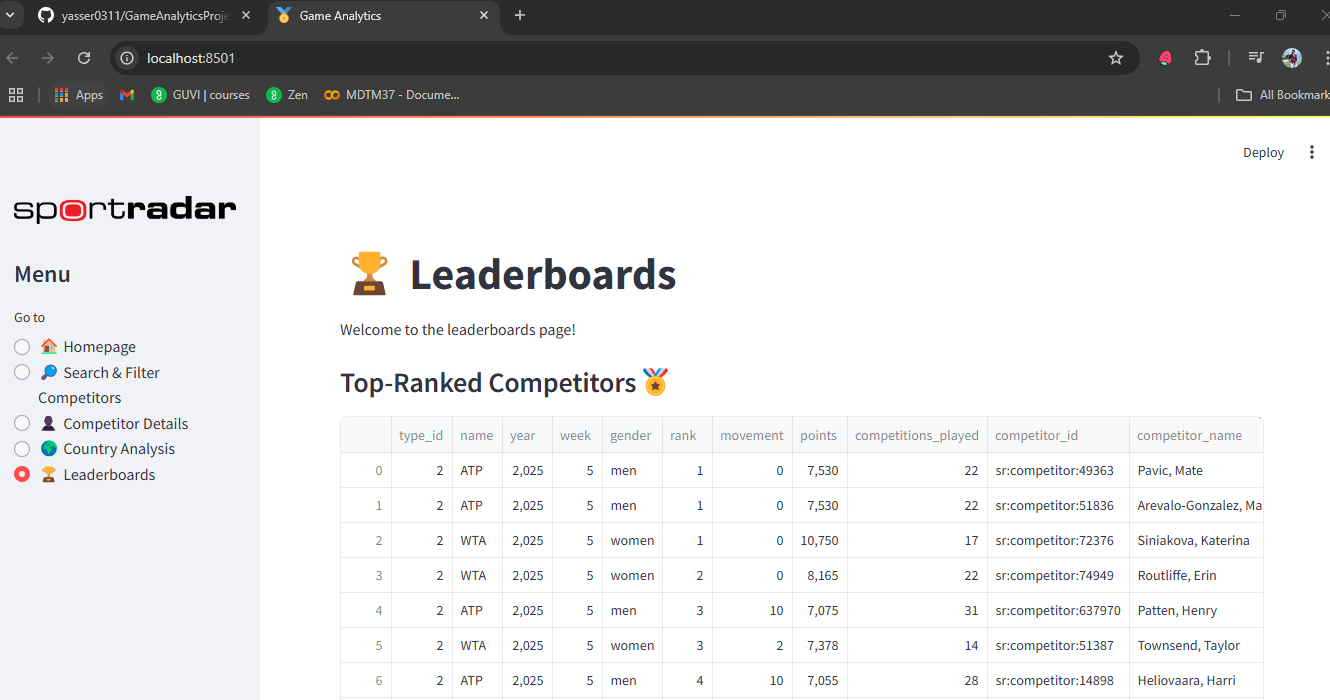 yasser0311/GameAnalyticsProje
Game Analytics
localhost:8501
Apps
GUVI | courses
Zen
MDTM37 - Docume...
All Bookmark
Deploy
sportradar
Menu
Go to
Homepage
Search & Filter
Competitors
Competitor Details
Country Analysis
Leaderboards
Leaderboards
Welcome to the leaderboards page!
Top-Ranked Competitors
type_id name year week gender rank movement points competitions_played competitor_id competitor_name
0 2 ATP 2,025 5 men 1 0 7,530 22 sr:competitor:49363 Pavic, Mate
1 2 ATP 2,025 5 men 1 0 7,530 22 sr:competitor:51836 Arevalo-Gonzalez, Ma
2 2 WTA 2,025 5 women 1 0 10,750 17 sr:competitor:72376 Siniakova, Katerina
3 2 WTA 2,025 5 women 2 0 8,165 22 sr:competitor:74949 Routliffe, Erin
4 2 ATP 2,025 5 men 3 10 7,075 31 sr:competitor:637970 Patten, Henry
5 2 WTA 2,025 5 women 3 2 7,378 14 sr:competitor:51387 Townsend, Taylor
6 2 ATP 2,025 5 men 4 10 7,055 28 sr:competitor:14898 Heliovaara, Harri